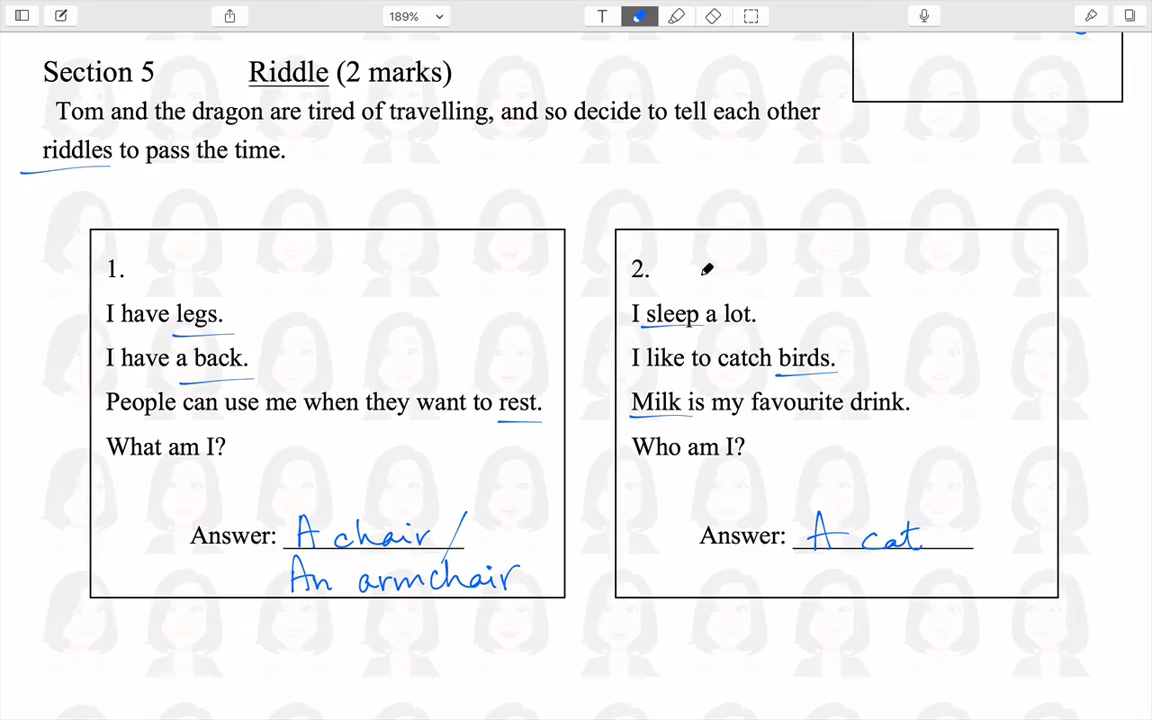 189%
T
Section 5 Riddle (2 marks)
Tom and the dragon are tired of travelling, and so decide to tell each other
riddles to pass the time.
1.
I have legs.
I have a back.
People can use me when they want to rest.
What am I?
Answer: A chair /
An armchair
2.
I sleep a lot.
I like to catch birds.
Milk is my favourite drink.
Who am I?
Answer: A cat